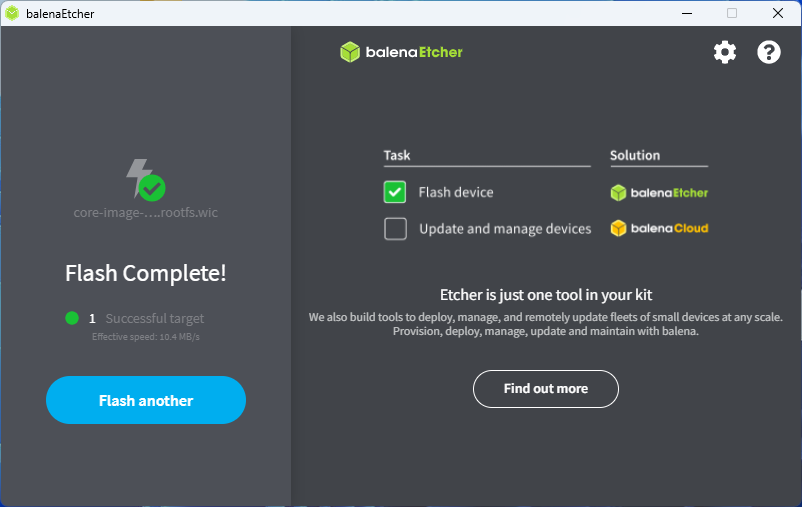 balenaEtcher
balenaEtcher
core-image-....rootfs.wic
Flash Complete!
1 Successful target
Effective speed: 10.4 MB/s
Flash another
Task Solution
Flash device balenaEtcher
Update and manage devices balenaCloud
Etcher is just one tool in your kit
We also build tools to deploy, manage, and remotely update fleets of small devices at any scale.
Provision, deploy, manage, update and maintain with balena.
Find out more